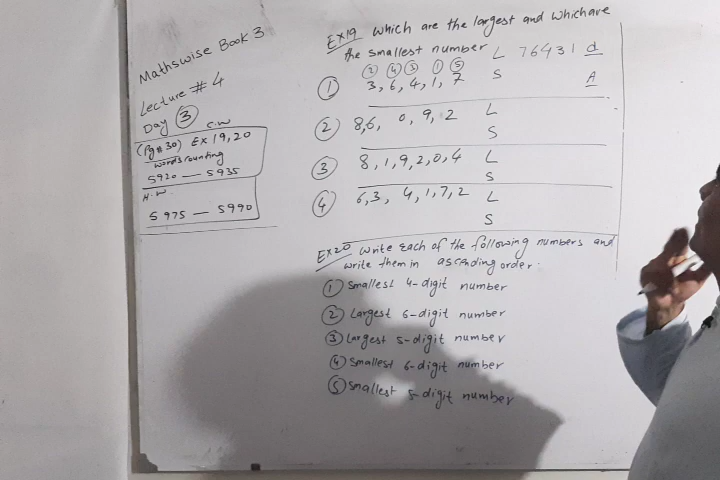 Mathswise Book 3
Lecture # 4
Day 3
C.W
(Pg # 30) Ex 19,20
words counting
5920 — 5935
H.W
5975 — 5990
Ex 19 which are the largest and which are
the smallest number L 76431 d
② ④ ③ ① ⑤
① 3, 6, 4, 1, 7 S A
② 8,6, 0, 9, 2 L
S
③ 8, 1, 9, 2, 0, 4 L
S
④ 6, 3, 4, 1, 7, 2 L
S
Ex 20 write each of the following numbers and
write them in ascending order.
① Smallest 4-digit number
② Largest 6-digit number
③ Largest 5-digit number
④ Smallest 6-digit number
⑤ Smallest 5-digit number